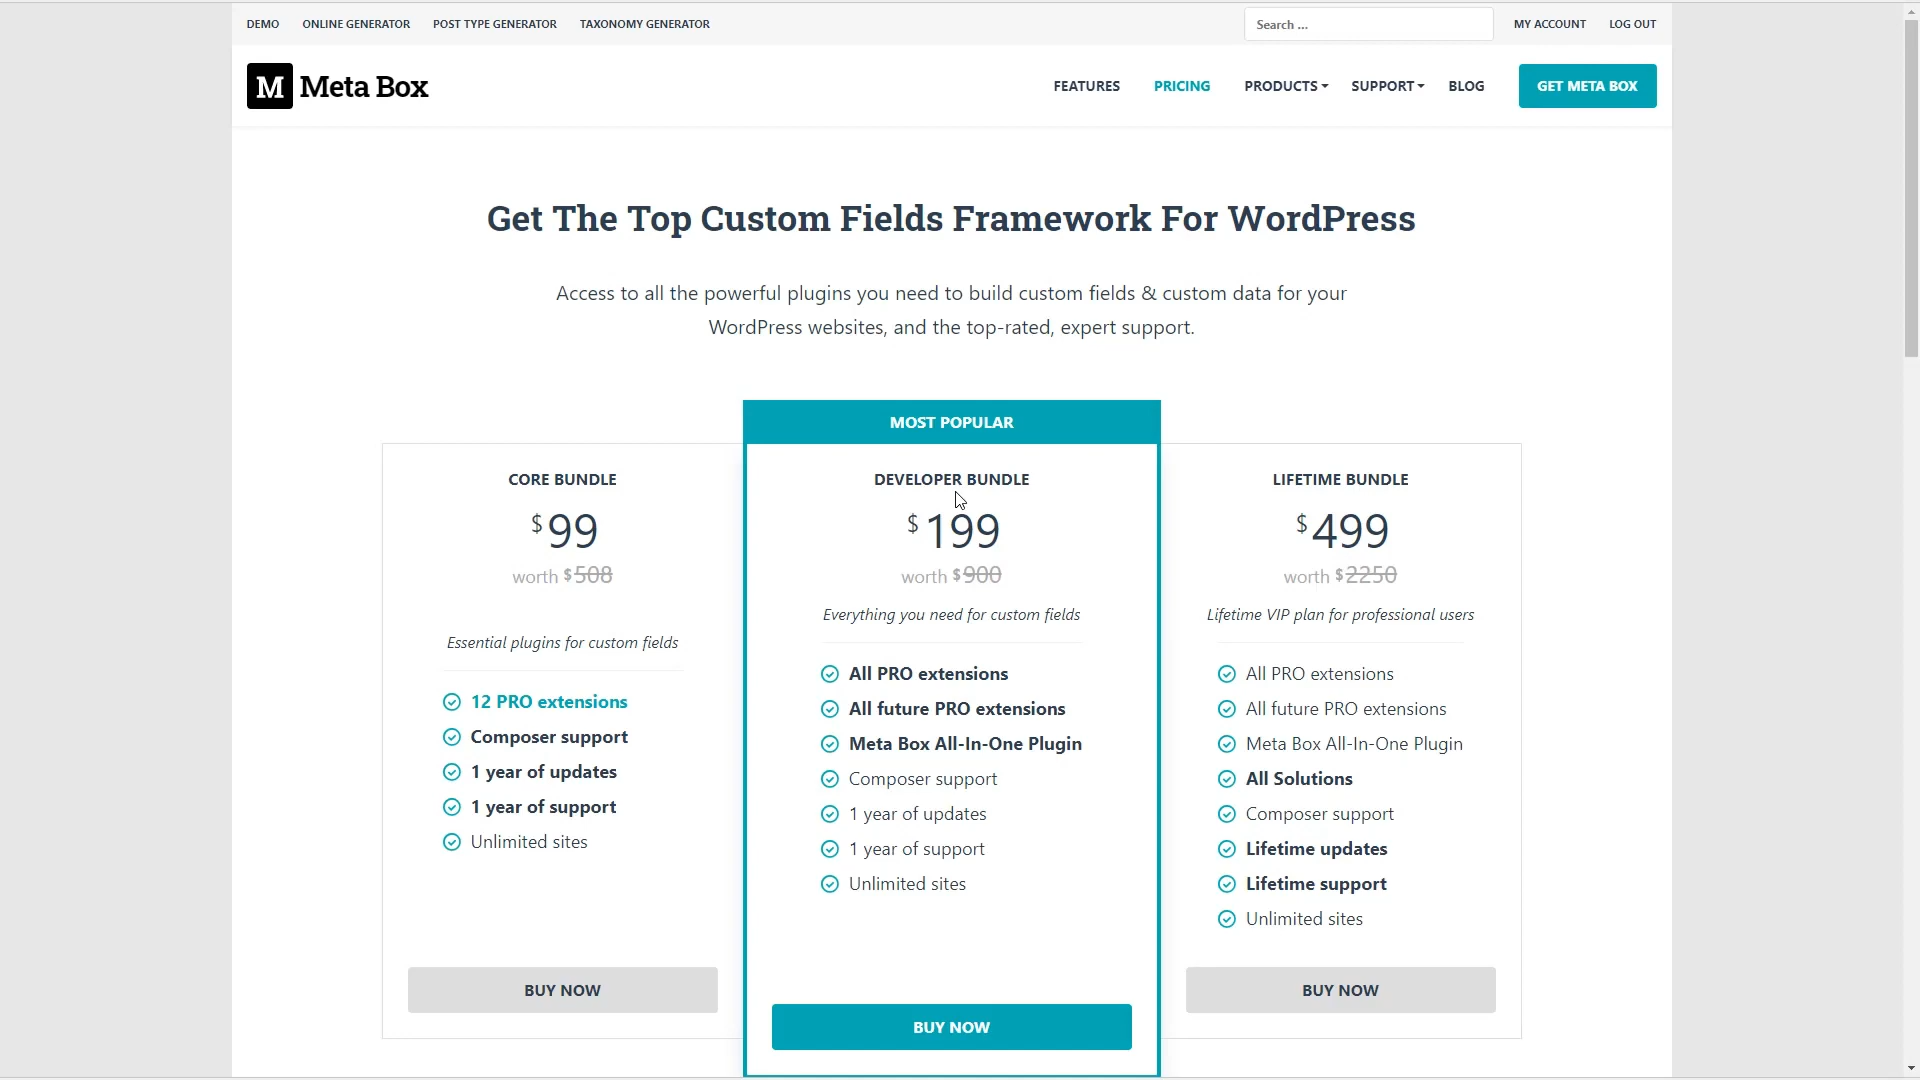 DEMO ONLINE GENERATOR POST TYPE GENERATOR TAXONOMY GENERATOR Search ... MY ACCOUNT LOG OUT
M Meta Box FEATURES PRICING PRODUCTS SUPPORT BLOG GET META BOX
Get The Top Custom Fields Framework For WordPress
Access to all the powerful plugins you need to build custom fields & custom data for your
WordPress websites, and the top-rated, expert support.
CORE BUNDLE
$99
worth $508
Essential plugins for custom fields
12 PRO extensions
Composer support
1 year of updates
1 year of support
Unlimited sites
BUY NOW
MOST POPULAR
DEVELOPER BUNDLE
$199
worth $900
Everything you need for custom fields
All PRO extensions
All future PRO extensions
Meta Box All-In-One Plugin
Composer support
1 year of updates
1 year of support
Unlimited sites
BUY NOW
LIFETIME BUNDLE
$499
worth $2250
Lifetime VIP plan for professional users
All PRO extensions
All future PRO extensions
Meta Box All-In-One Plugin
All Solutions
Composer support
Lifetime updates
Lifetime support
Unlimited sites
BUY NOW